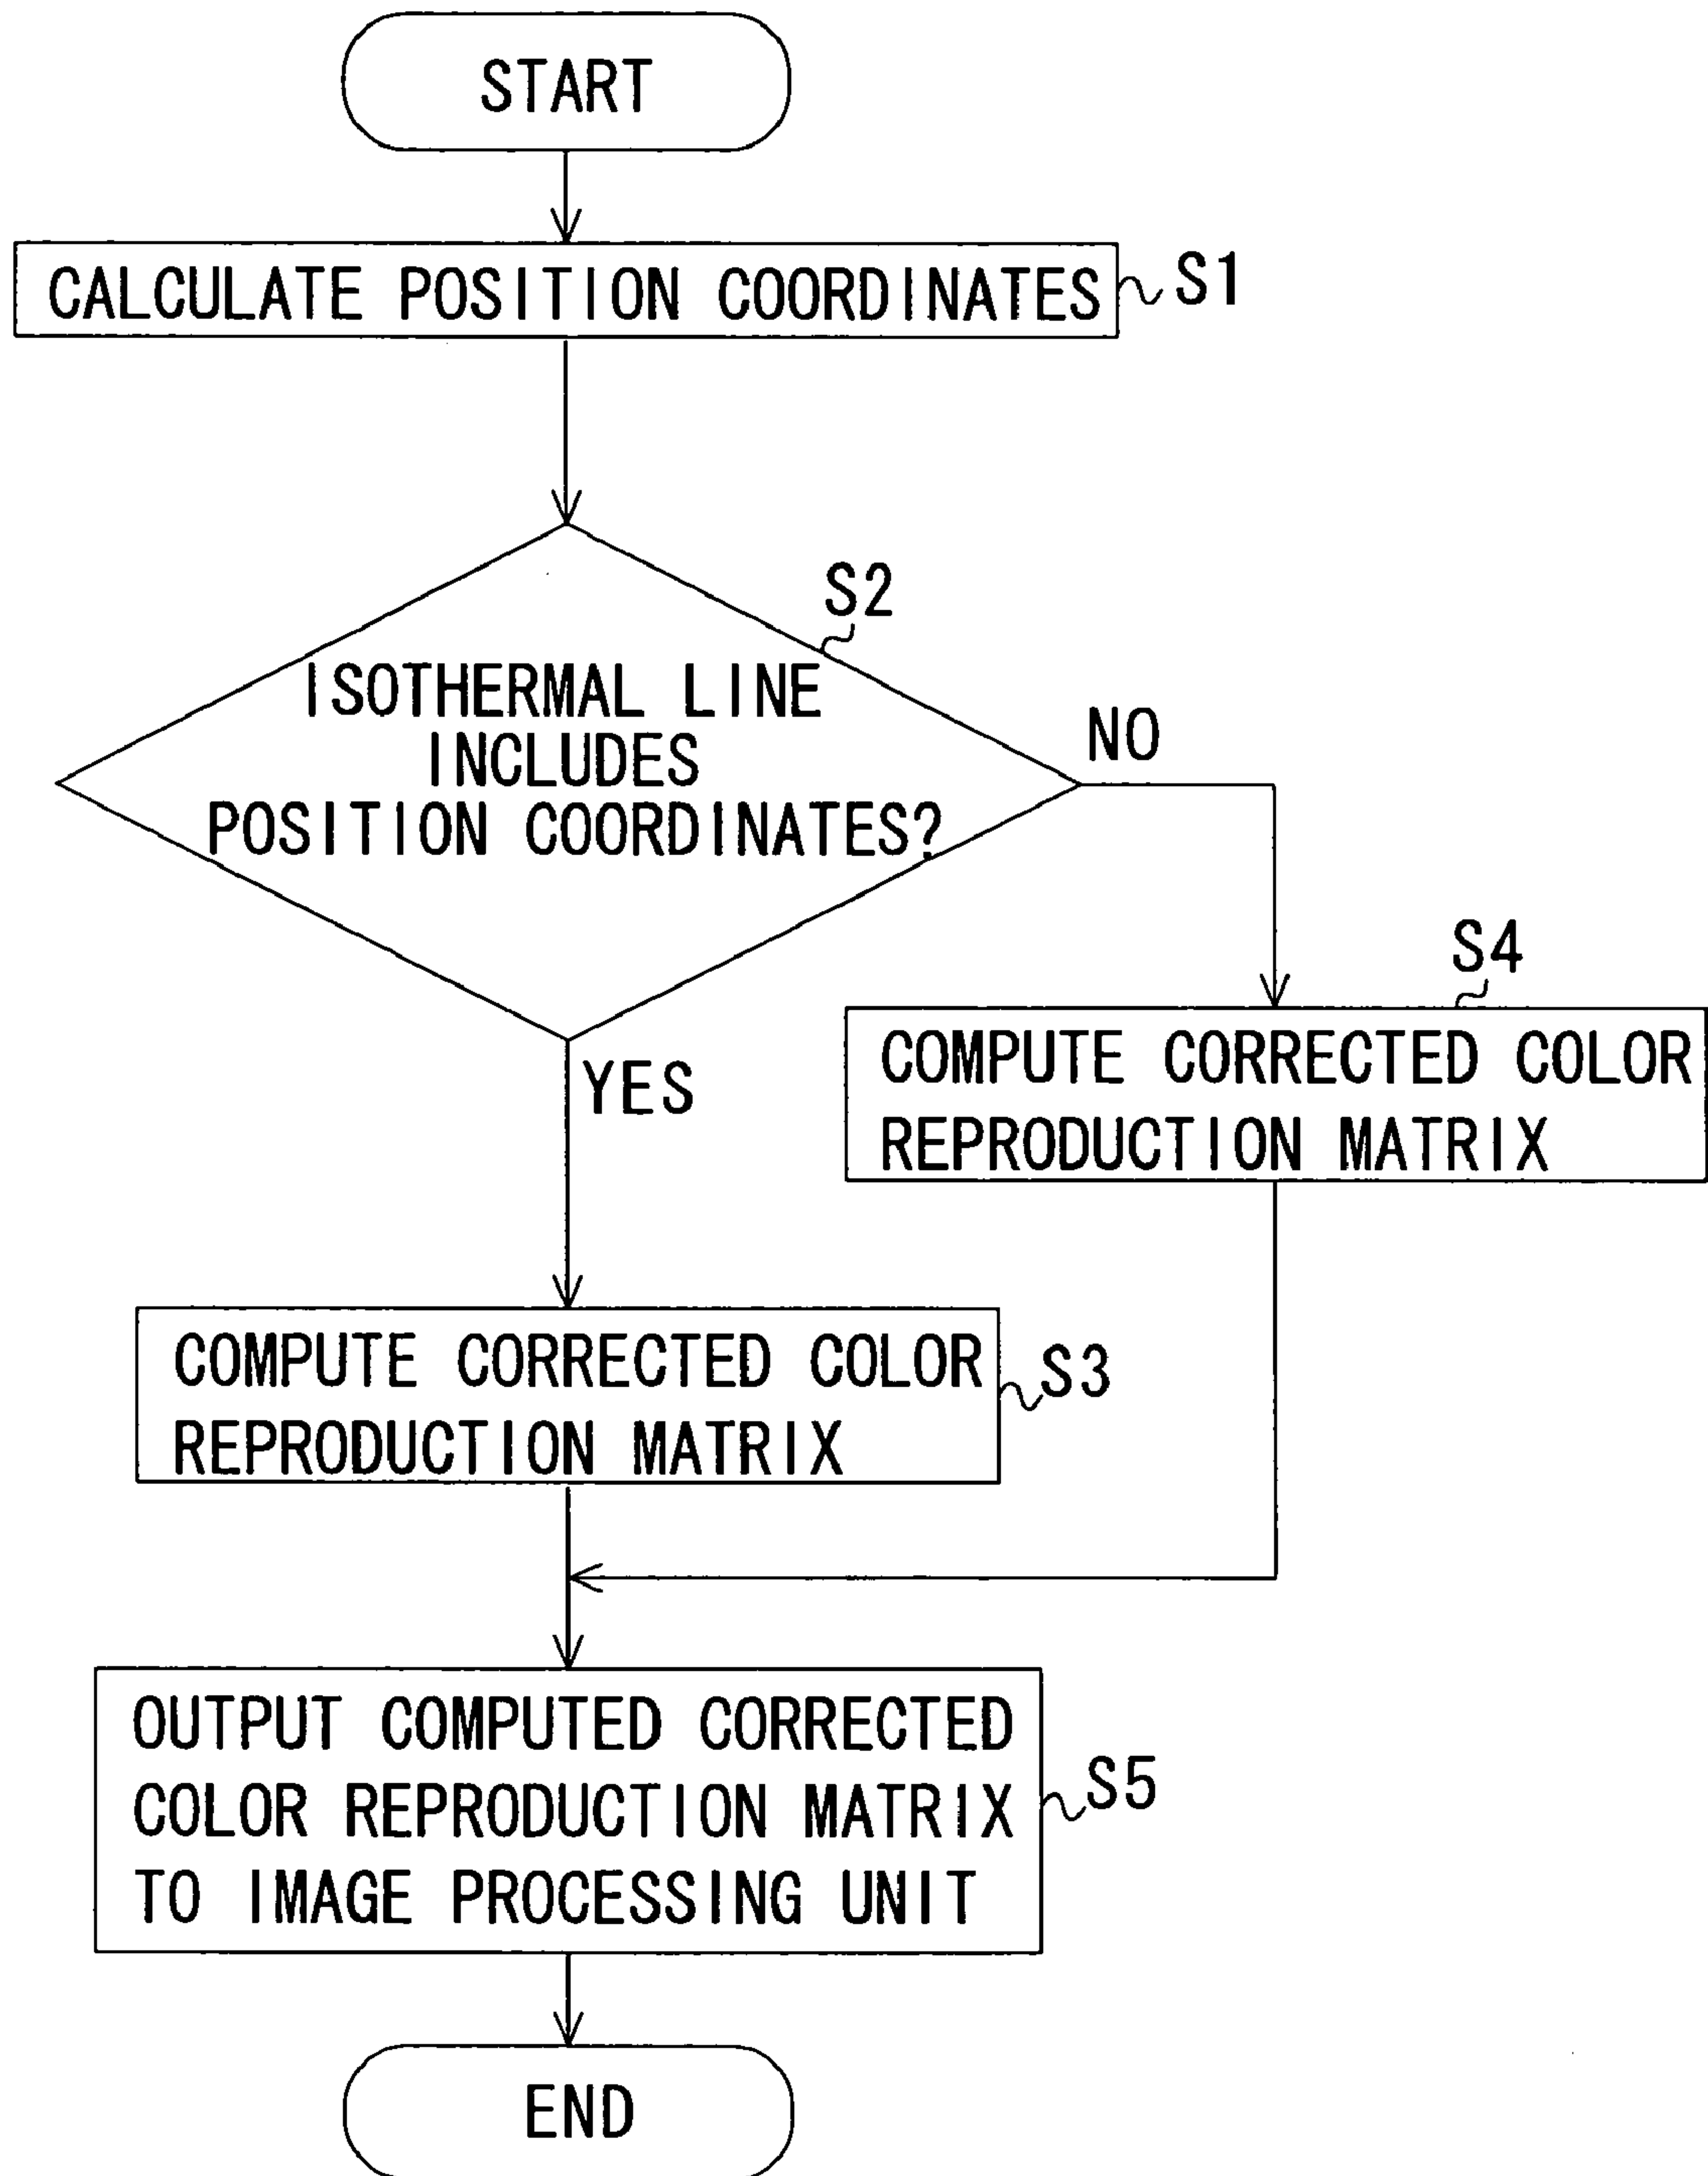 START
CALCULATE POSITION COORDINATES
S1
S2
ISOTHERMAL LINE
INCLUDES
POSITION COORDINATES?
NO
YES
S4
COMPUTE CORRECTED COLOR
REPRODUCTION MATRIX
COMPUTE CORRECTED COLOR
REPRODUCTION MATRIX
S3
OUTPUT COMPUTED CORRECTED
COLOR REPRODUCTION MATRIX
TO IMAGE PROCESSING UNIT
S5
END